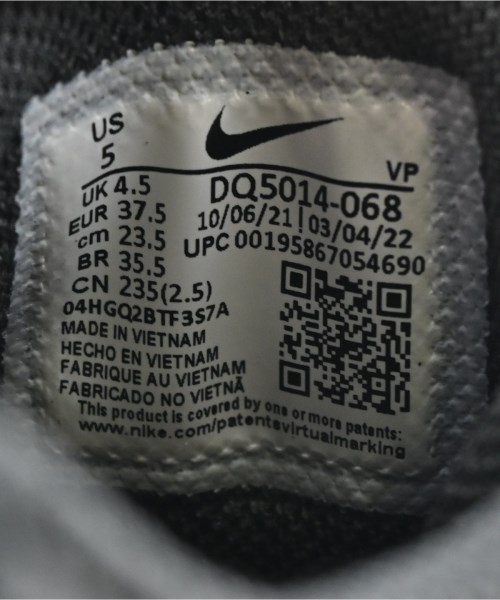 US
5
VP
UK 4.5
DQ5014-068
EUR 37.5
10/06/21|03/04/22
cm 23.5
UPC 00195867054690
BR 35.5
CN 235(2.5)
04HGQ2BTF3S7A
MADE IN VIETNAM
HECHO EN VIETNAM
FABRIQUE AU VIETNAM
FABRICADO NO VIETNÃ
This product is covered by one or more patents:
www.nike.com/patentsvirtualmarking